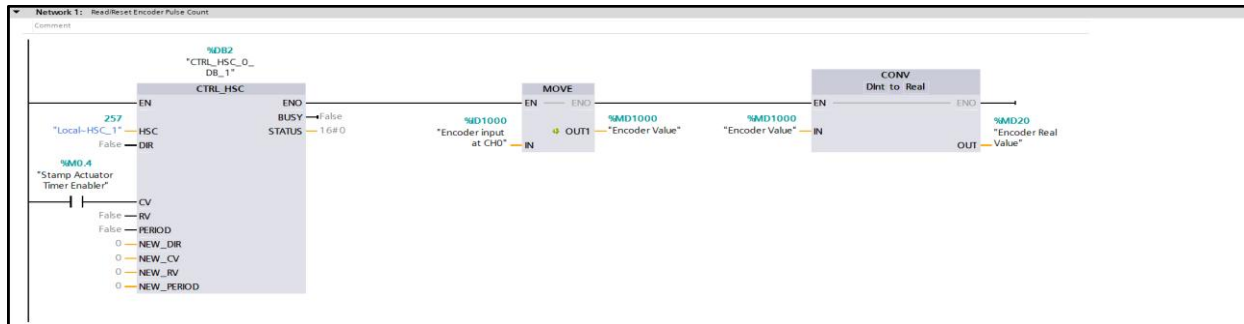 Network 1: Read/Reset Encoder Pulse Count
Comment
%DB2
"CTRL_HSC_0_
DB_1"
CTRL_HSC
EN
ENO
257
"Local~HSC_1"
HSC
BUSY
False
STATUS
16#0
False
DIR
%M0.4
"Stamp Actuator
Timer Enabler"
CV
False
RV
False
PERIOD
0
NEW_DIR
0
NEW_CV
0
NEW_RV
0
NEW_PERIOD
MOVE
EN
ENO
%ID1000
"Encoder input
at CH0"
IN
OUT1
%MD1000
"Encoder Value"
CONV
Dint to Real
EN
ENO
%MD1000
"Encoder Value"
IN
OUT
%MD20
"Encoder Real
Value"